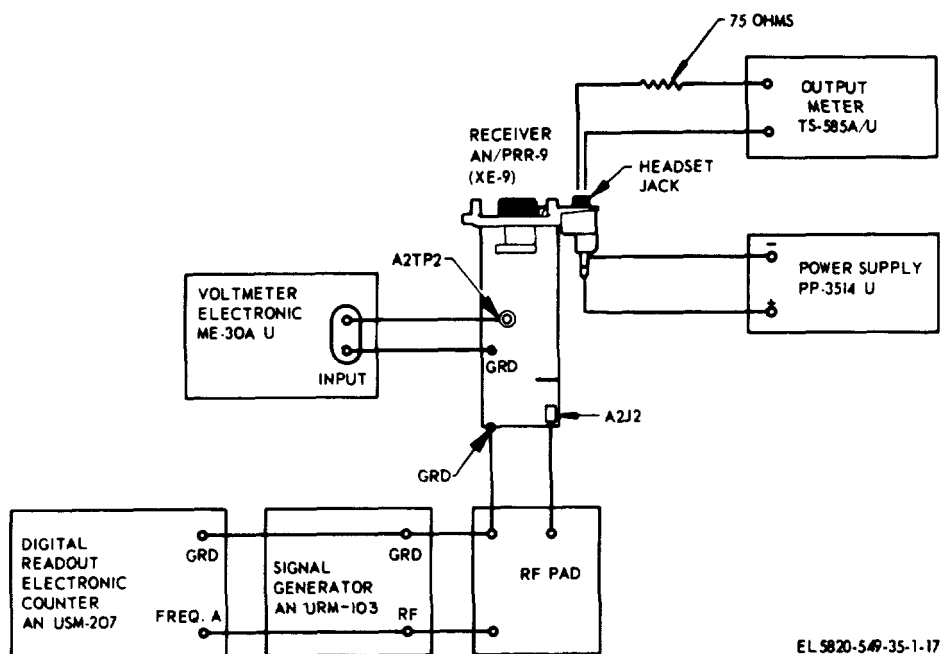 75 OHMS
OUTPUT
METER
TS-585A/U
RECEIVER
AN/PRR-9
(XE-9)
HEADSET
JACK
A2TP2
VOLTMETER
ELECTRONIC
ME-30A U
INPUT
GRD
-
+
POWER SUPPLY
PP-3514 U
A2J2
GRD
DIGITAL
READOUT
ELECTRONIC
COUNTER
AN USM-207
GRD
FREQ. A
SIGNAL
GENERATOR
AN URM-103
GRD
RF
RF PAD
EL5820-549-35-1-17